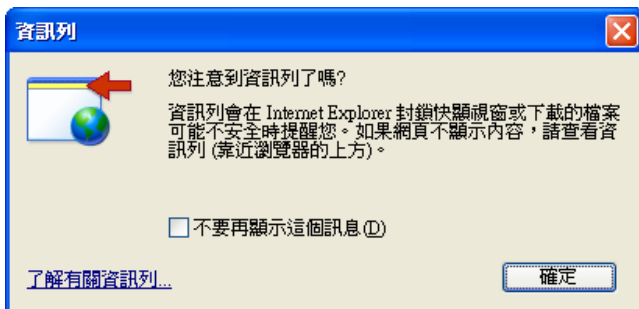 資訊列
您注意到資訊列了嗎?
資訊列會在 Internet Explorer 封鎖快顯視窗或下載的檔案
可能不安全時提醒您。如果網頁不顯示內容，請查看資
訊列 (靠近瀏覽器的上方)。
不要再顯示這個訊息(D)
了解有關資訊列...
確定